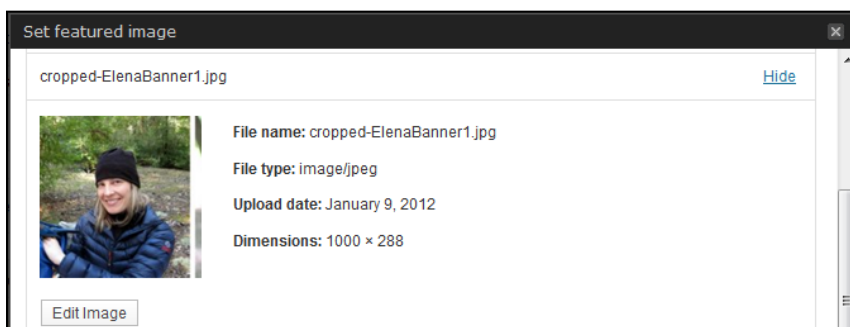 Set featured image
cropped-ElenaBanner1.jpg Hide
File name: cropped-ElenaBanner1.jpg
File type: image/jpeg
Upload date: January 9, 2012
Dimensions: 1000 × 288
Edit Image